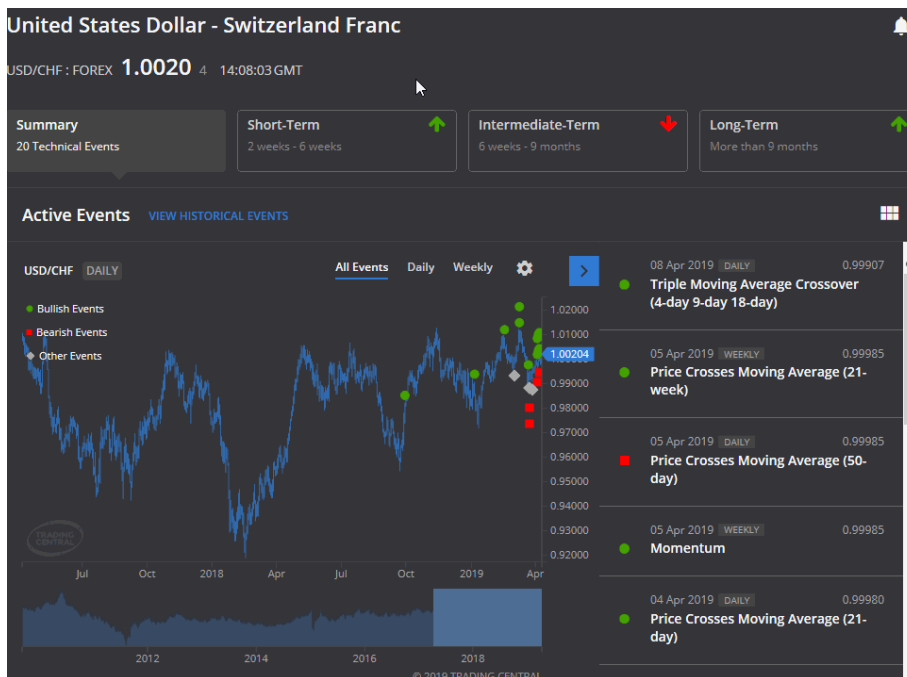 United States Dollar - Switzerland Franc
USD/CHF : FOREX 1.0020 4 14:08:03 GMT
Summary
20 Technical Events
Short-Term
2 weeks - 6 weeks
Intermediate-Term
6 weeks - 9 months
Long-Term
More than 9 months
Active Events VIEW HISTORICAL EVENTS
USD/CHF DAILY
All Events Daily Weekly
Bullish Events
Bearish Events
Other Events
1.02000
1.01000
1.00204
0.99000
0.98000
0.97000
0.96000
0.95000
0.94000
0.93000
0.92000
TRADING
CENTRAL
Jul Oct 2018 Apr Jul Oct 2019 Apr
2012 2014 2016 2018
© 2019 TRADING CENTRAL
08 Apr 2019 DAILY 0.99907
Triple Moving Average Crossover
(4-day 9-day 18-day)
05 Apr 2019 WEEKLY 0.99985
Price Crosses Moving Average (21-
week)
05 Apr 2019 DAILY 0.99985
Price Crosses Moving Average (50-
day)
05 Apr 2019 WEEKLY 0.99985
Momentum
04 Apr 2019 DAILY 0.99980
Price Crosses Moving Average (21-
day)